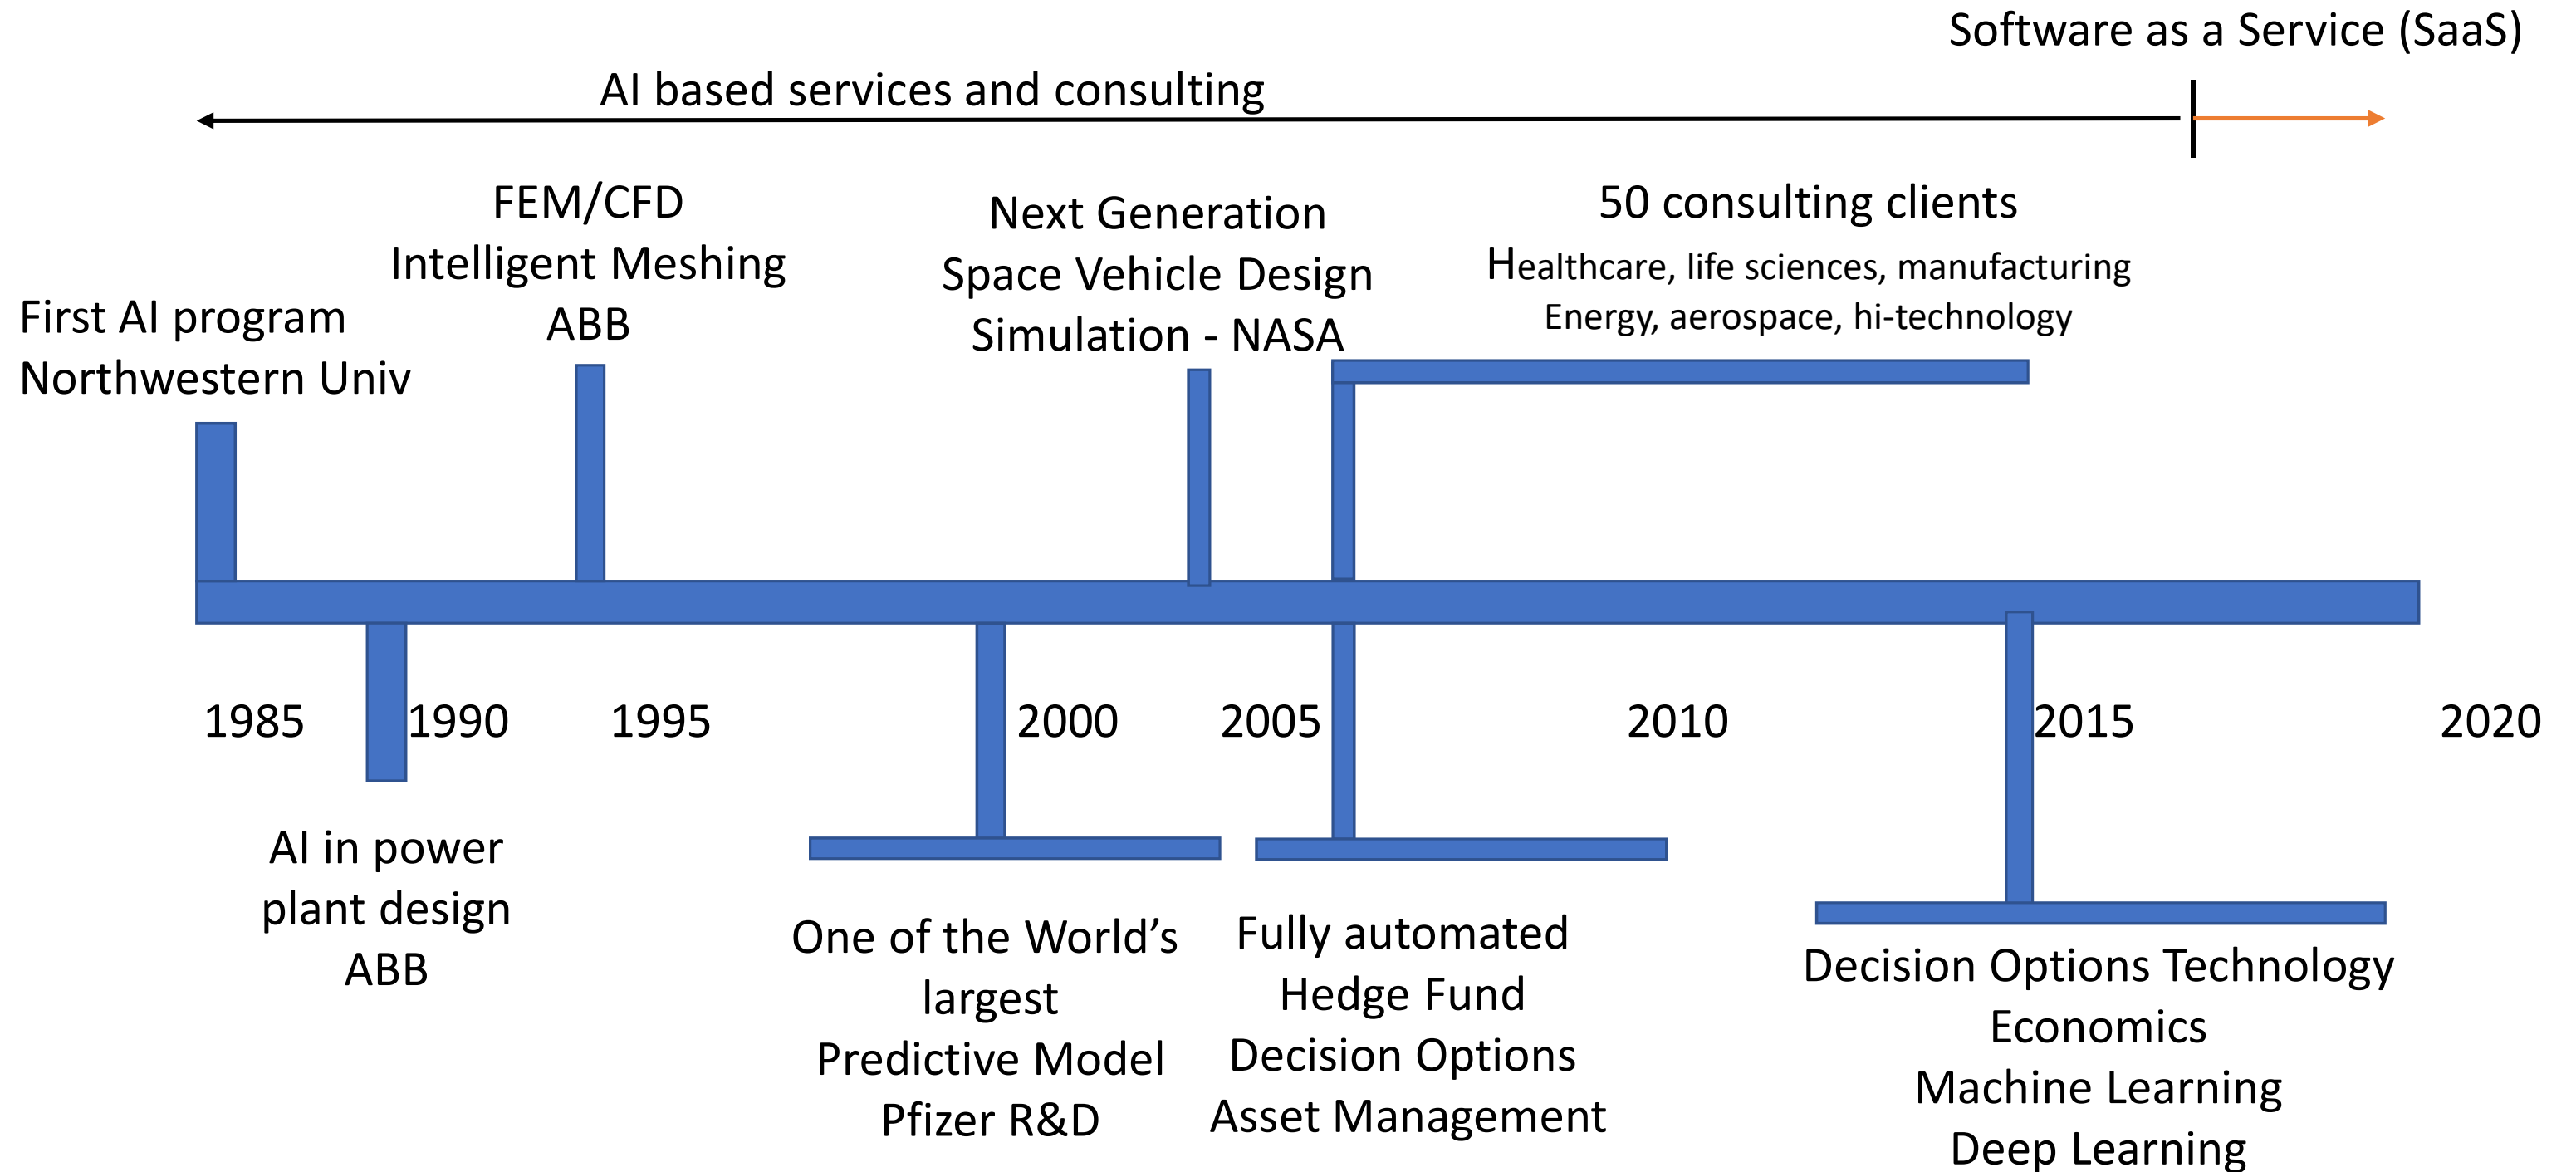 Software as a Service (SaaS)
AI based services and consulting
FEM/CFD
Intelligent Meshing
ABB
Next Generation
Space Vehicle Design
Simulation - NASA
50 consulting clients
Healthcare, life sciences, manufacturing
Energy, aerospace, hi-technology
First AI program
Northwestern Univ
1985 1990 1995 2000 2005 2010 2015 2020
AI in power
plant design
ABB
One of the World’s
largest
Predictive Model
Pfizer R&D
Fully automated
Hedge Fund
Decision Options
Asset Management
Decision Options Technology
Economics
Machine Learning
Deep Learning